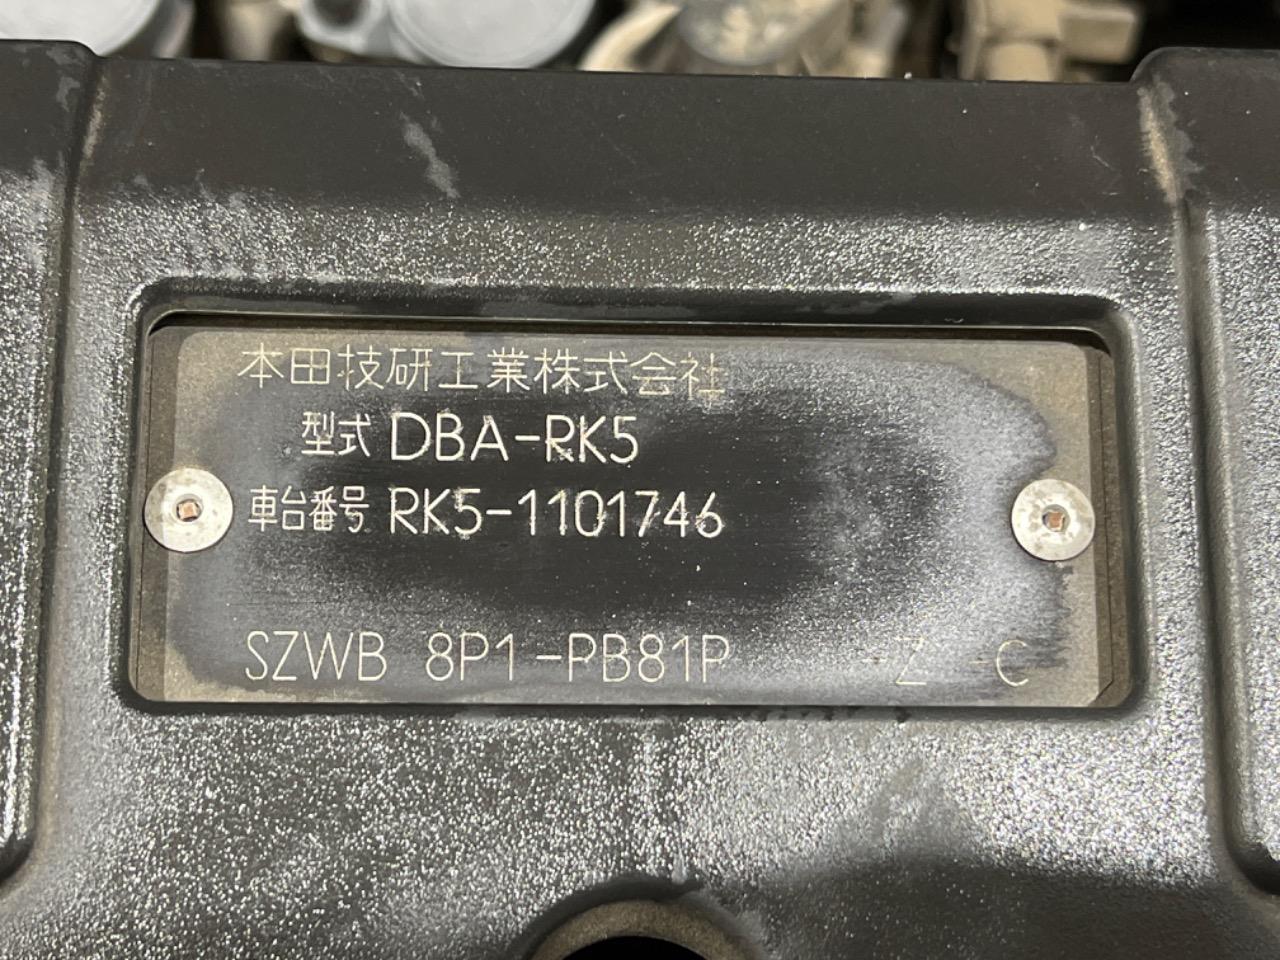 本田技研工業株式会社
型式 DBA-RK5
車台番号 RK5-1101746
SZWB 8P1-PB81P -Z -C